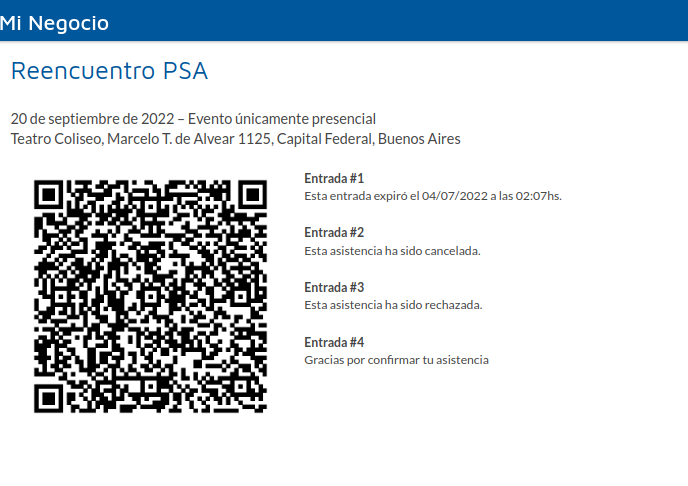 Mi Negocio
Reencuentro PSA
20 de septiembre de 2022 – Evento únicamente presencial
Teatro Coliseo, Marcelo T. de Alvear 1125, Capital Federal, Buenos Aires
Entrada #1
Esta entrada expiró el 04/07/2022 a las 02:07hs.
Entrada #2
Esta asistencia ha sido cancelada.
Entrada #3
Esta asistencia ha sido rechazada.
Entrada #4
Gracias por confirmar tu asistencia